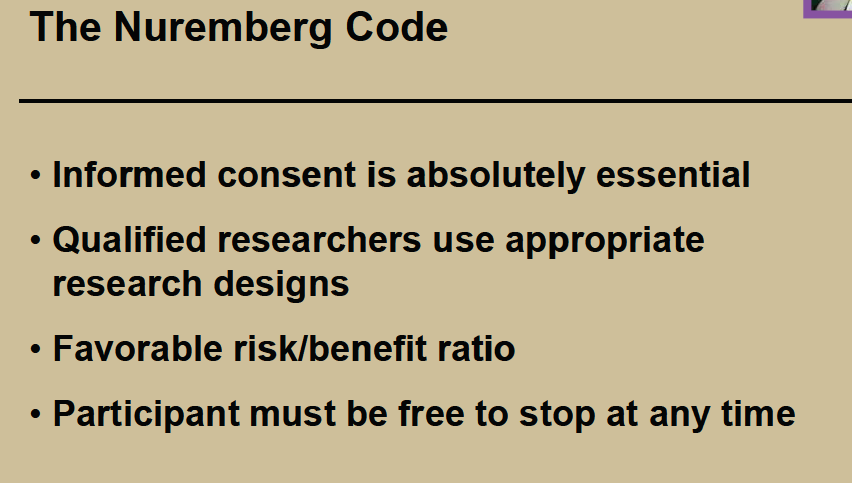 The Nuremberg Code
• Informed consent is absolutely essential
• Qualified researchers use appropriate
research designs
• Favorable risk/benefit ratio
• Participant must be free to stop at any time